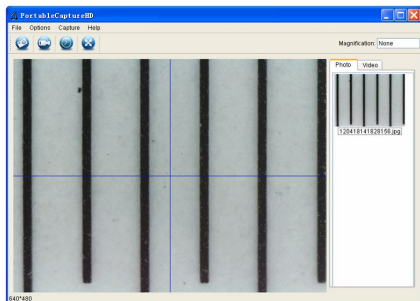 PortableCaptureHD
File Options Capture Help
Magnification: None
Photo Video
120418141828156.jpg
640*480